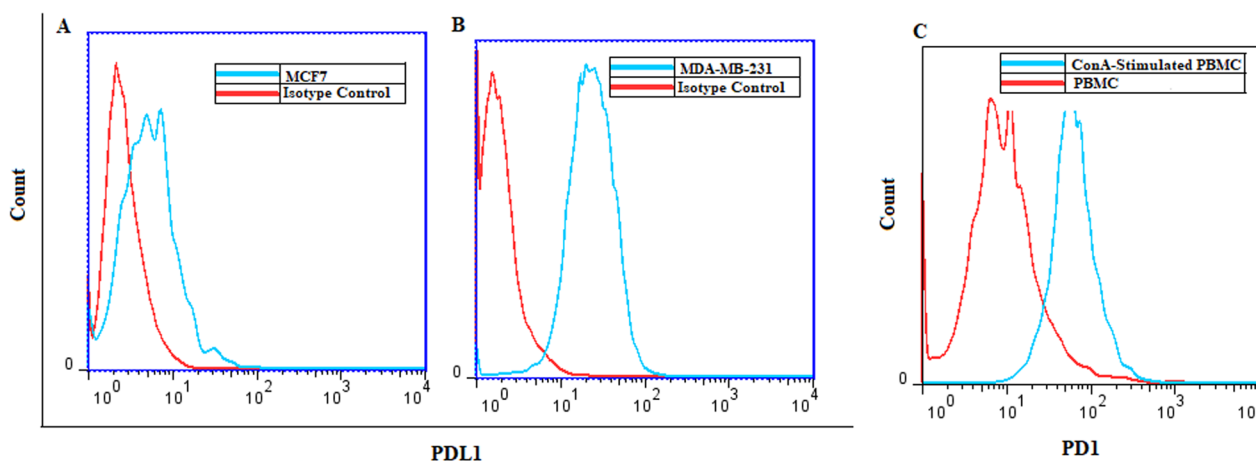 A
MCF7
Isotype Control
Count
0
10^0 10^1 10^2 10^3 10^4
B
MDA-MB-231
Isotype Control
0
10^0 10^1 10^2 10^3 10^4
PDL1
C
ConA-Stimulated PBMC
PBMC
Count
0
10^0 10^1 10^2 10^3 10
PD1